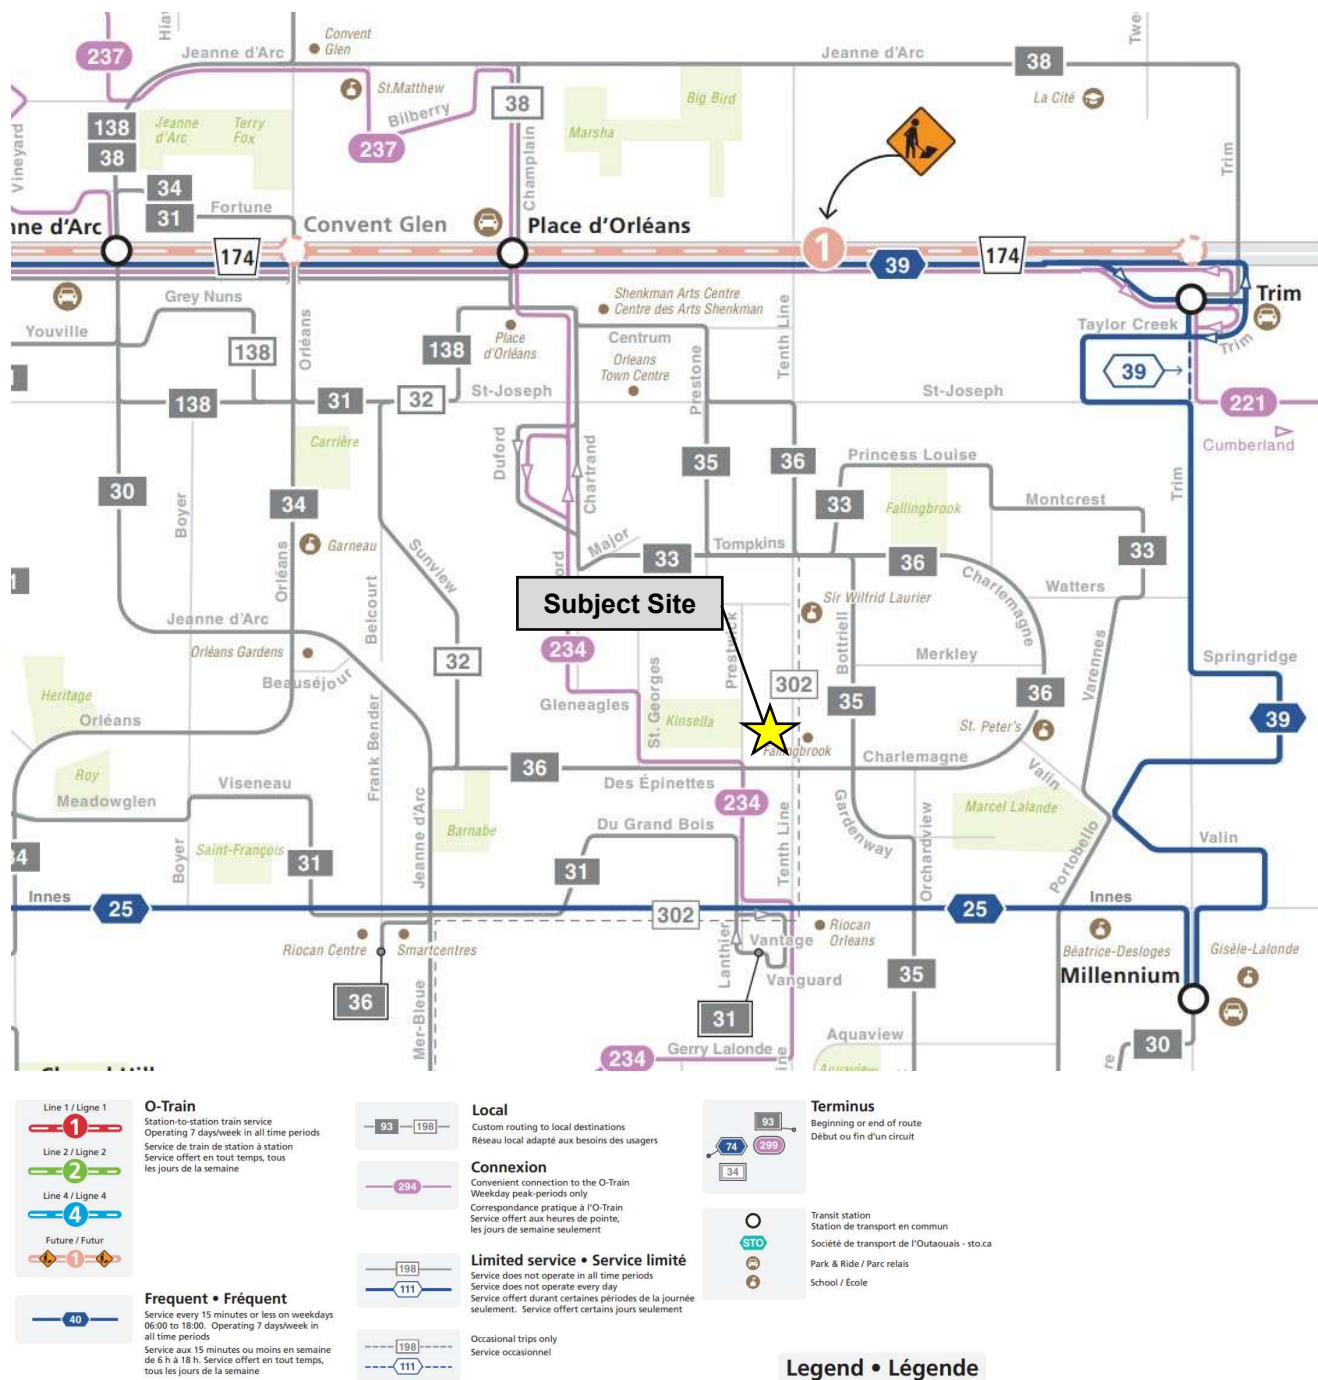 Hiaw
Twe
237
Jeanne d'Arc
Convent
Glen
Jeanne d'Arc
38
138
38
Jeanne
d'Arc
Terry
Fox
St.Matthew
Bilberry
237
38
Champlain
Marsha
Big Bird
La Cité
Vineyard
34
31
Fortune
Trim
nne d'Arc
Convent Glen
Place d'Orléans
174
1
39
174
Trim
Grey Nuns
Youville
138
Orléans
138
Place
d'Orléans
Shenkman Arts Centre
Centre des Arts Shenkman
Centrum
Orleans
Town Centre
Prestone
Tenth Line
Taylor Creek
Trim
39
138
31
32
St-Joseph
St-Joseph
221
Cumberland
Carrière
Duford
Chartrand
35
36
Princess Louise
30
Boyer
34
33
Fallingbrook
Montcrest
Trim
Garneau
Orléans
Sunview
Major
33
Tompkins
36
33
Charlemagne
Watters
Belcourt
ord
Subject Site
Sir Wilfrid Laurier
Jeanne d'Arc
Orléans Gardens
Beauséjour
32
234
Prestwick
302
Bottriell
Merkley
Varennes
Springridge
Heritage
Orléans
Gleneagles
St. Georges
Kinsella
35
36
39
St. Peter's
Fallingbrook
Roy
Meadowglen
Viseneau
Frank Bender
36
Des Épinettes
Charlemagne
Valin
Jeanne d'Arc
Barnabe
234
Tenth Line
Gardenway
Orchardview
Marcel Lalande
Portobello
Valin
34
Boyer
Saint-François
31
Du Grand Bois
31
Innes
25
302
25
Innes
Riocan Centre
Smartcentres
Lanthier
Vantage
Vanguard
Riocan
Orleans
Béatrice-Desloges
Gisèle-Lalonde
Millennium
36
Mer-Bleue
31
35
Aquaview
30
234
Gerry Lalonde
ine
re
Line 1 / Ligne 1
1
Line 2 / Ligne 2
2
Line 4 / Ligne 4
4
Future / Futur
1
O-Train
Station-to-station train service
Operating 7 days/week in all time periods
Service de train de station à station
Service offert en tout temps, tous
les jours de la semaine
40
Frequent • Fréquent
Service every 15 minutes or less on weekdays
06:00 to 18:00. Operating 7 days/week in
all time periods
Service aux 15 minutes ou moins en semaine
de 6 h à 18 h. Service offert en tout temps,
tous les jours de la semaine
93
198
Local
Custom routing to local destinations
Réseau local adapté aux besoins des usagers
294
Connexion
Convenient connection to the O-Train
Weekday peak-periods only
Correspondance pratique à l'O-Train
Service offert aux heures de pointe,
les jours de semaine seulement
198
111
Limited service • Service limité
Service does not operate in all time periods
Service does not operate every day
Service offert durant certaines périodes de la journée
seulement. Service offert certains jours seulement
198
111
Occasional trips only
Service occasionnel
93
74
299
34
Terminus
Beginning or end of route
Début ou fin d'un circuit
Transit station
Station de transport en commun
STO
Société de transport de l'Outaouais - sto.ca
Park & Ride / Parc relais
School / École
Legend • Légende